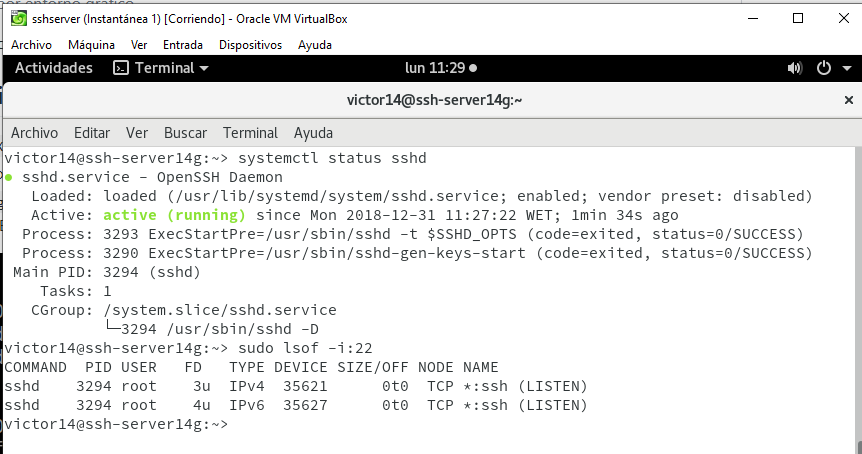 sshserver (Instantánea 1) [Corriendo] - Oracle VM VirtualBox
Archivo Máquina Ver Entrada Dispositivos Ayuda
Actividades Terminal lun 11:29
victor14@ssh-server14g:~
Archivo Editar Ver Buscar Terminal Ayuda
victor14@ssh-server14g:~> systemctl status sshd
● sshd.service - OpenSSH Daemon
Loaded: loaded (/usr/lib/systemd/system/sshd.service; enabled; vendor preset: disabled)
Active: active (running) since Mon 2018-12-31 11:27:22 WET; 1min 34s ago
Process: 3293 ExecStartPre=/usr/sbin/sshd -t $SSHD_OPTS (code=exited, status=0/SUCCESS)
Process: 3290 ExecStartPre=/usr/sbin/sshd-gen-keys-start (code=exited, status=0/SUCCESS)
Main PID: 3294 (sshd)
Tasks: 1
CGroup: /system.slice/sshd.service
└─3294 /usr/sbin/sshd -D
victor14@ssh-server14g:~> sudo lsof -i:22
COMMAND PID USER FD TYPE DEVICE SIZE/OFF NODE NAME
sshd 3294 root 3u IPv4 35621 0t0 TCP *:ssh (LISTEN)
sshd 3294 root 4u IPv6 35627 0t0 TCP *:ssh (LISTEN)
victor14@ssh-server14g:~>